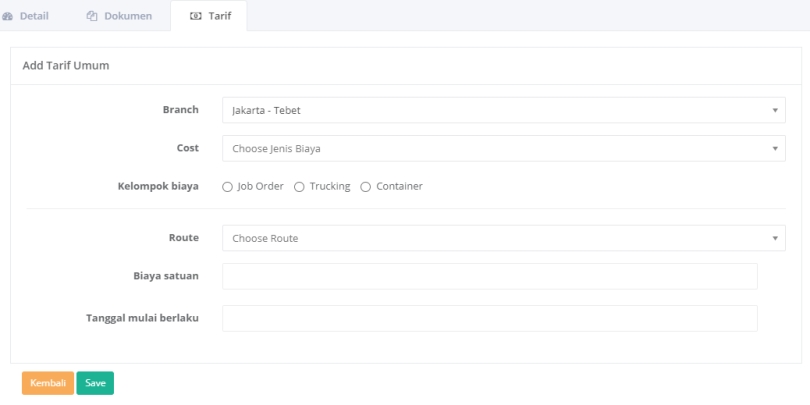 Detail Dokumen Tarif
Add Tarif Umum
Branch Jakarta - Tebet
Cost Choose Jenis Biaya
Kelompok biaya Job Order Trucking Container
Route Choose Route
Biaya satuan
Tanggal mulai berlaku
Kembali Save